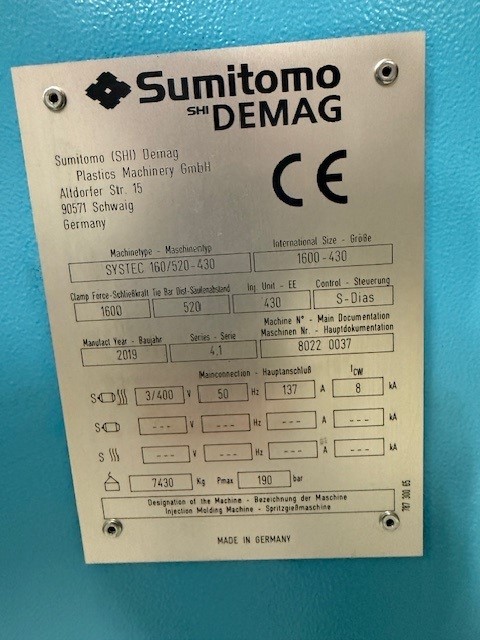 Sumitomo
SHI DEMAG
Sumitomo (SHI) Demag
Plastics Machinery GmbH
Altdorfer Str. 15
90571 Schwaig
Germany
CE
Machinetype - Maschinentyp International Size - Größe
SYSTEC 160/520-430 1600-430
Clamp Force-Schließkraft Tie Bar Dist-Säulenabstand Inj. Unit - EE Control - Steuerung
1600 520 430 S-Dias
Manufact Year - Baujahr Series - Serie Machine N° - Main Documentation
Maschinen Nr. - Hauptdokumentation
2019 4.1 8022 0037
Mainconnection - Hauptanschluß Icw
S 3/400 V 50 Hz 137 A 8 kA
S --- V --- Hz --- A --- kA
S --- V --- Hz --- A --- kA
7430 Kg Pmax 190 bar
Designation of the Machine - Bezeichnung der Maschine
Injection Molding Machine - Spritzgießmaschine
787 300 65
MADE IN GERMANY